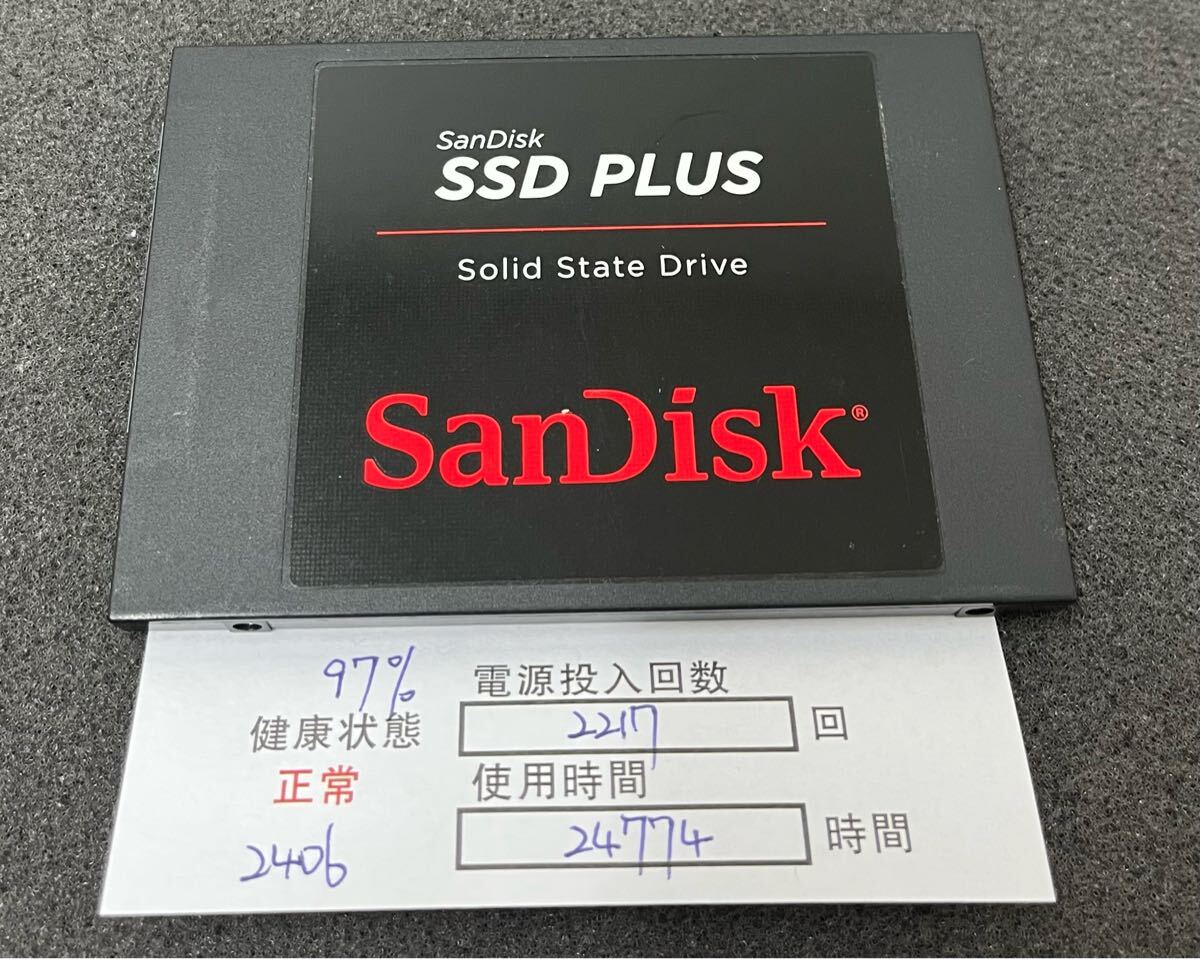 SanDisk
SSD PLUS
Solid State Drive
SanDisk®
97%
健康状態
正常
2406
電源投入回数
2217 回
使用時間
24774 時間